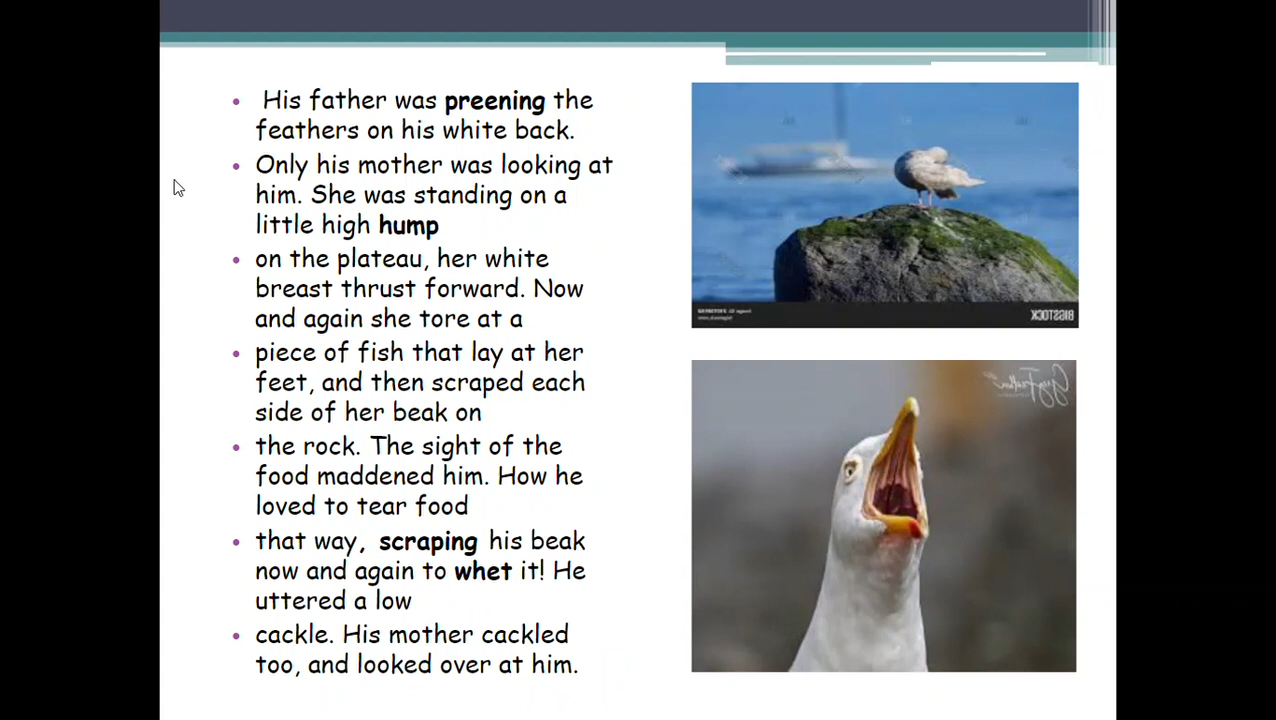 His father was preening the
feathers on his white back.
Only his mother was looking at
him. She was standing on a
little high hump
on the plateau, her white
breast thrust forward. Now
and again she tore at a
piece of fish that lay at her
feet, and then scraped each
side of her beak on
the rock. The sight of the
food maddened him. How he
loved to tear food
that way, scraping his beak
now and again to whet it! He
uttered a low
cackle. His mother cackled
too, and looked over at him.
BIGSTOCK